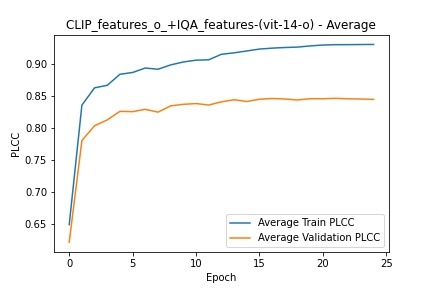 CLIP_features_o_+IQA_features-(vit-14-o) - Average
PLCC
0.90
0.85
0.80
0.75
0.70
0.65
Average Train PLCC
Average Validation PLCC
0 5 10 15 20 25
Epoch